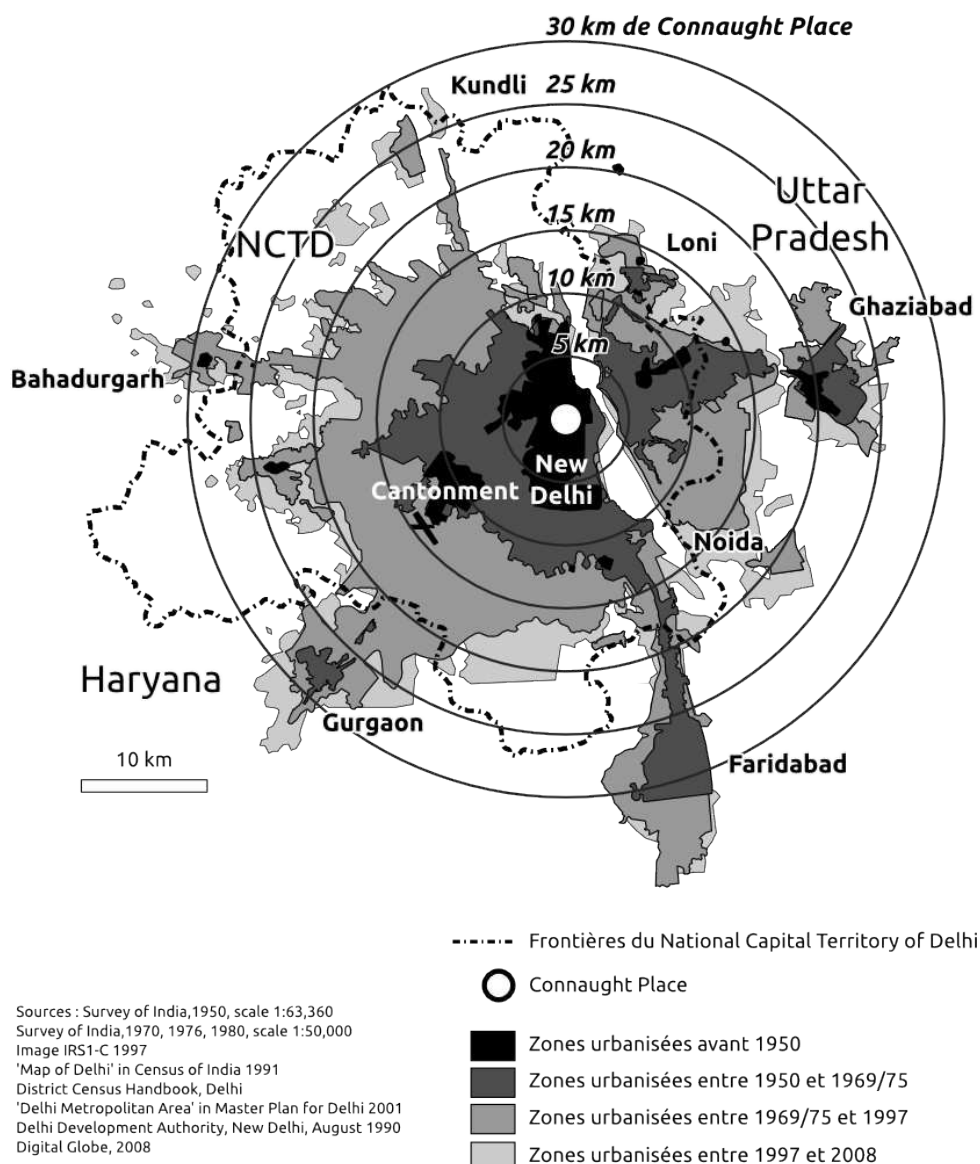 30 km de Connaught Place
Kundli
25 km
20 km
Uttar
Pradesh
15 km
NCTD
Loni
10 km
Ghaziabad
5 km
Bahadurgarh
New
Delhi
Cantonment
Noida
Haryana
Gurgaon
10 km
Faridabad
Frontières du National Capital Territory of Delhi
Connaught Place
Sources : Survey of India,1950, scale 1:63,360
Survey of India,1970, 1976, 1980, scale 1:50,000
Image IRS1-C 1997
'Map of Delhi' in Census of India 1991
District Census Handbook, Delhi
'Delhi Metropolitan Area' in Master Plan for Delhi 2001
Delhi Development Authority, New Delhi, August 1990
Digital Globe, 2008
Zones urbanisées avant 1950
Zones urbanisées entre 1950 et 1969/75
Zones urbanisées entre 1969/75 et 1997
Zones urbanisées entre 1997 et 2008